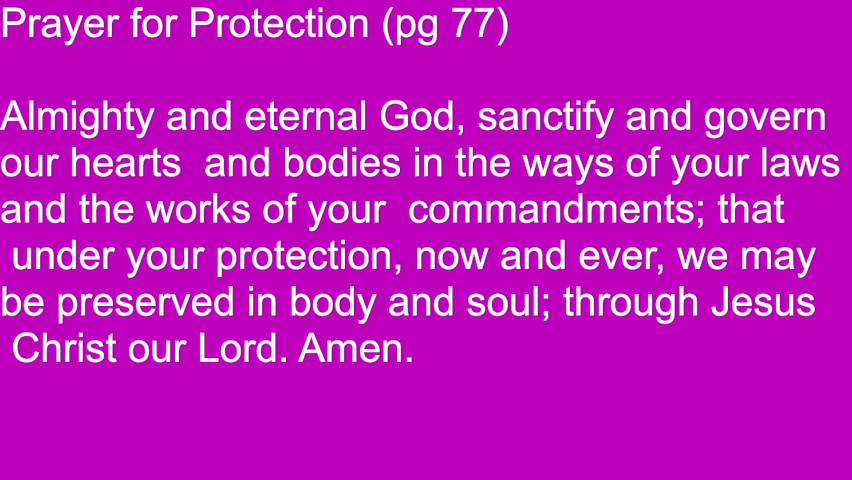 Prayer for Protection (pg 77)
Almighty and eternal God, sanctify and govern
our hearts  and bodies in the ways of your laws
and the works of your  commandments; that
under your protection, now and ever, we may
be preserved in body and soul; through Jesus
Christ our Lord. Amen.